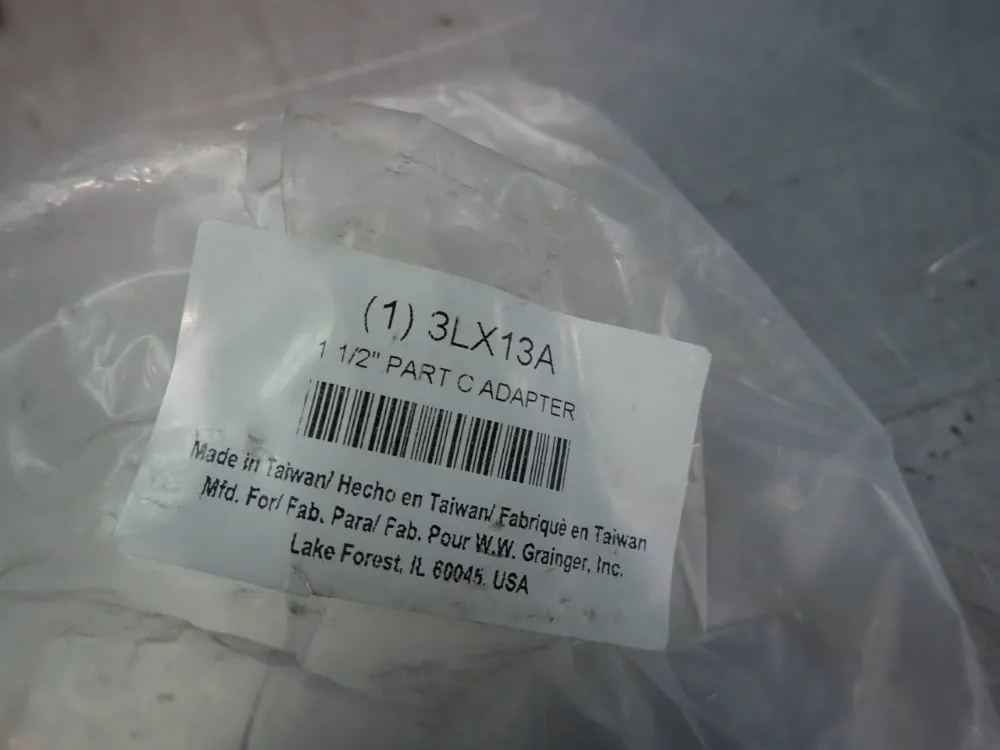 (1) 3LX13A
1 1/2" PART C ADAPTER
Made in Taiwan/ Hecho en Taiwan/ Fabriquè en Taiwan
Mfd. For/ Fab. Para/ Fab. Pour W.W. Grainger, Inc.
Lake Forest, IL 60045. USA